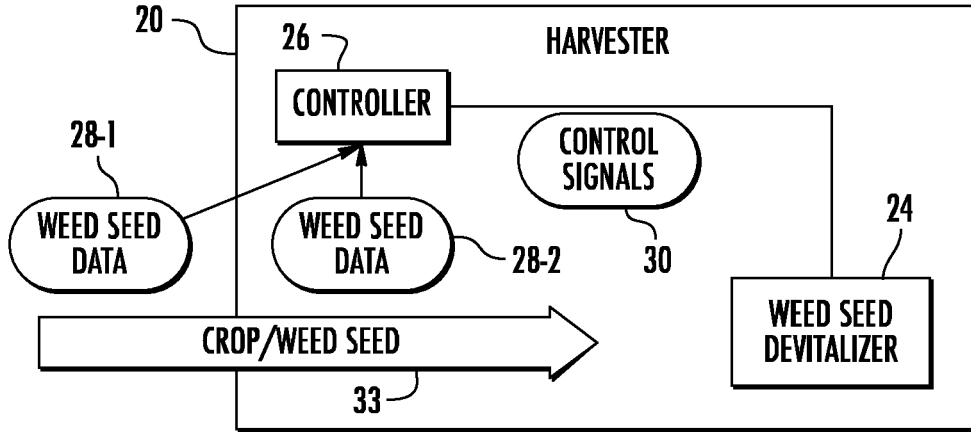 20
26
HARVESTER
CONTROLLER
28-1
CONTROL
SIGNALS
WEED SEED
DATA
WEED SEED
DATA
28-2
30
24
WEED SEED
DEVITALIZER
CROP/WEED SEED
33